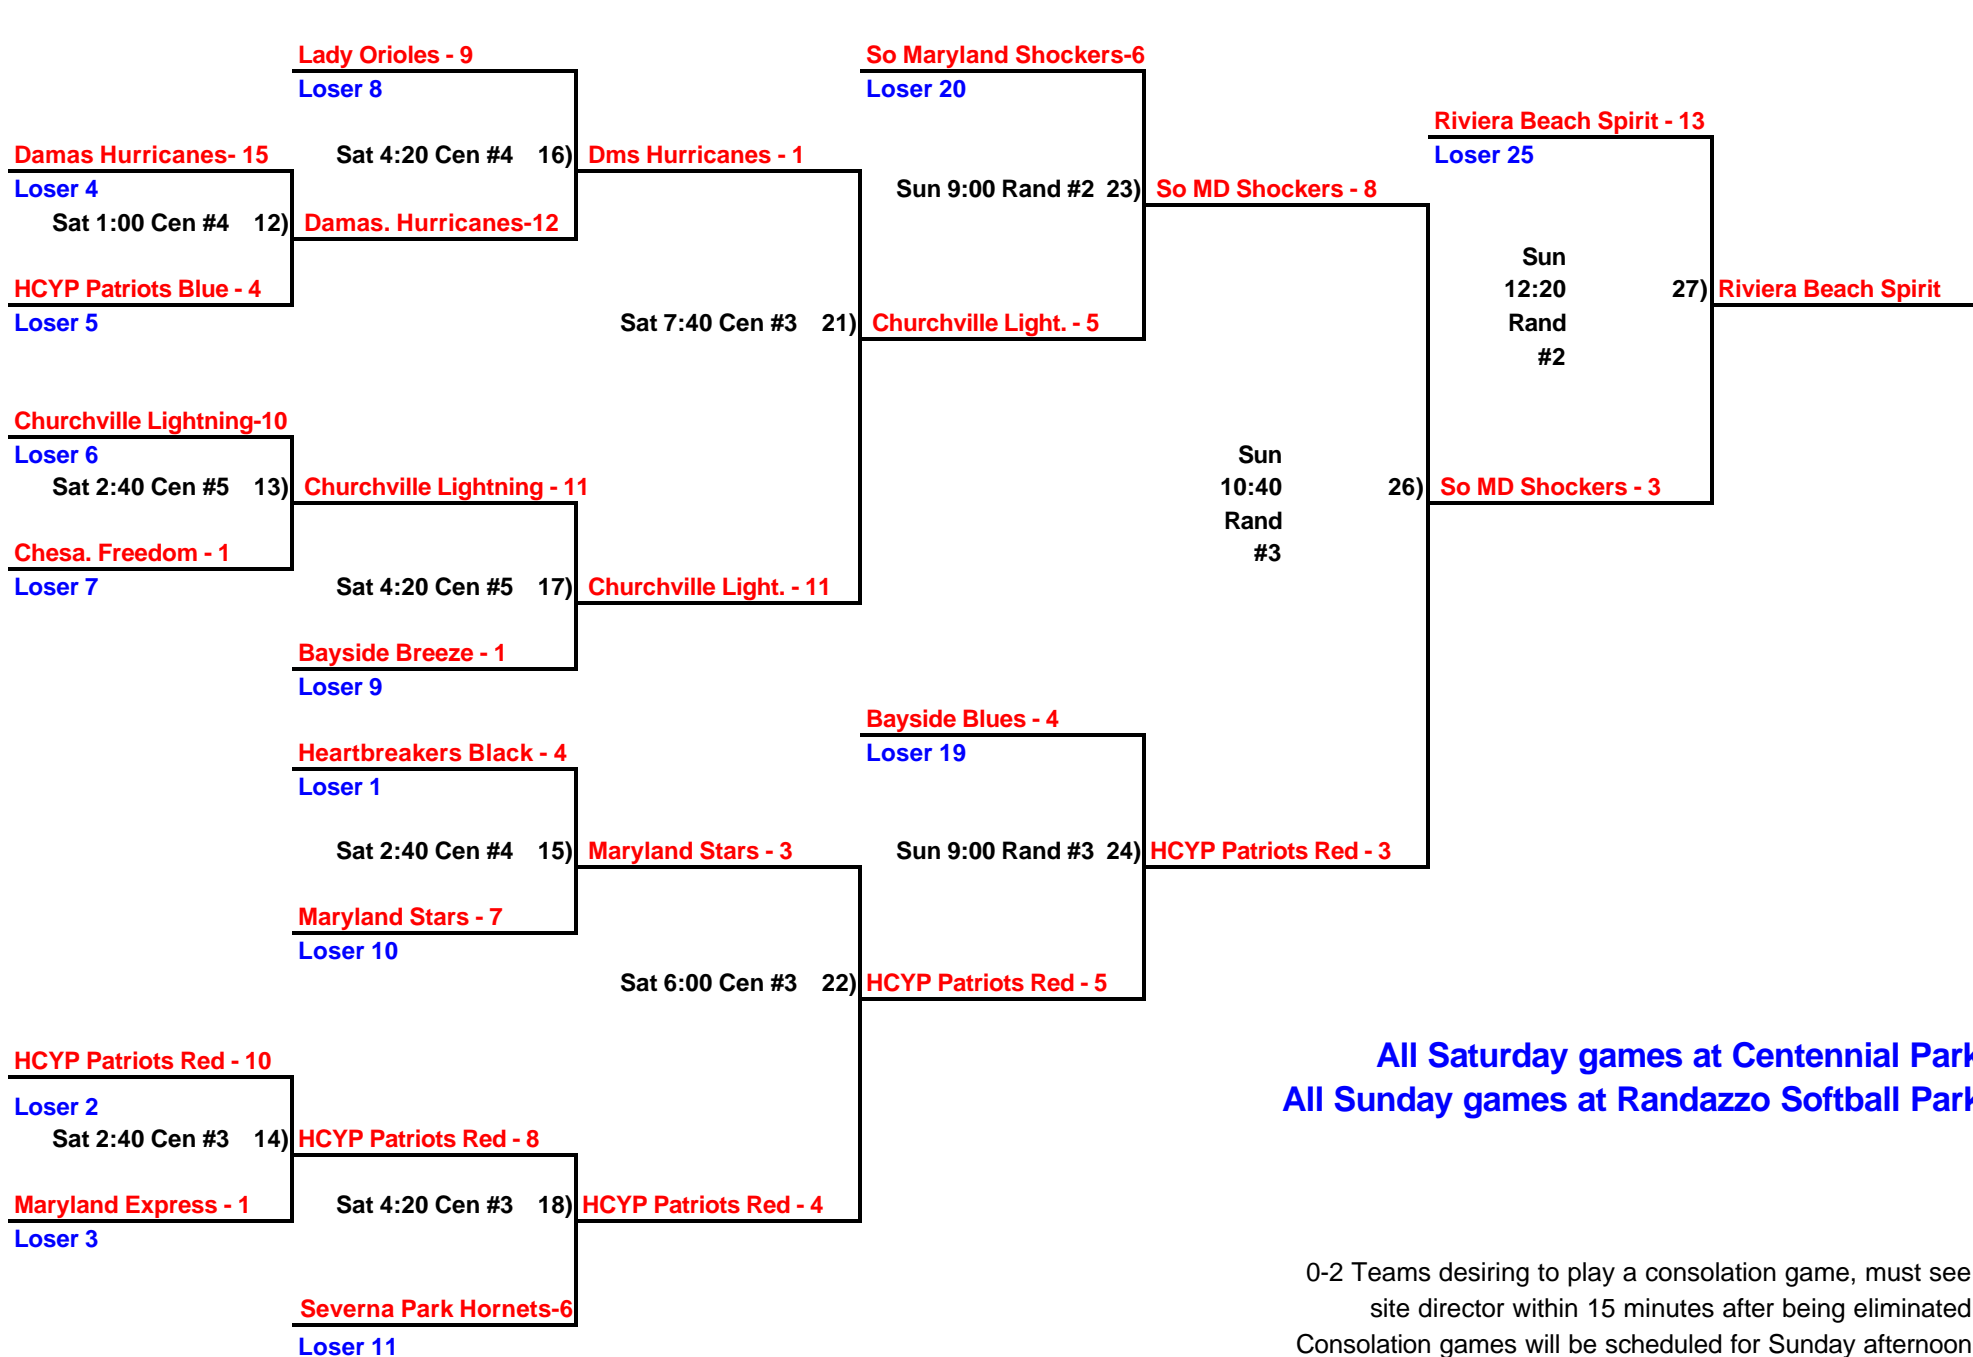 Lady Orioles - 9
Loser 8
So Maryland Shockers-6
Loser 20
Riviera Beach Spirit - 13
Loser 25
Damas Hurricanes- 15
Loser 4
Sat 4:20 Cen #4 16)
Dms Hurricanes - 1
Sat 1:00 Cen #4 12)
Damas. Hurricanes-12
Sun 9:00 Rand #2 23)
So MD Shockers - 8
HCYP Patriots Blue - 4
Loser 5
Sat 7:40 Cen #3 21)
Churchville Light. - 5
Sun
12:20
Rand
#2
27)
Riviera Beach Spirit
Churchville Lightning-10
Loser 6
Sat 2:40 Cen #5 13)
Churchville Lightning - 11
Sun
10:40
Rand
#3
26)
So MD Shockers - 3
Chesa. Freedom - 1
Loser 7
Sat 4:20 Cen #5 17)
Churchville Light. - 11
Bayside Breeze - 1
Loser 9
Bayside Blues - 4
Loser 19
Heartbreakers Black - 4
Loser 1
Sat 2:40 Cen #4 15)
Maryland Stars - 3
Sun 9:00 Rand #3 24)
HCYP Patriots Red - 3
Maryland Stars - 7
Loser 10
Sat 6:00 Cen #3 22)
HCYP Patriots Red - 5
HCYP Patriots Red - 10
Loser 2
Sat 2:40 Cen #3 14)
HCYP Patriots Red - 8
Maryland Express - 1
Loser 3
Sat 4:20 Cen #3 18)
HCYP Patriots Red - 4
Severna Park Hornets-6
Loser 11
All Saturday games at Centennial Park
All Sunday games at Randazzo Softball Park
0-2 Teams desiring to play a consolation game, must see
site director within 15 minutes after being eliminated
Consolation games will be scheduled for Sunday afternoon